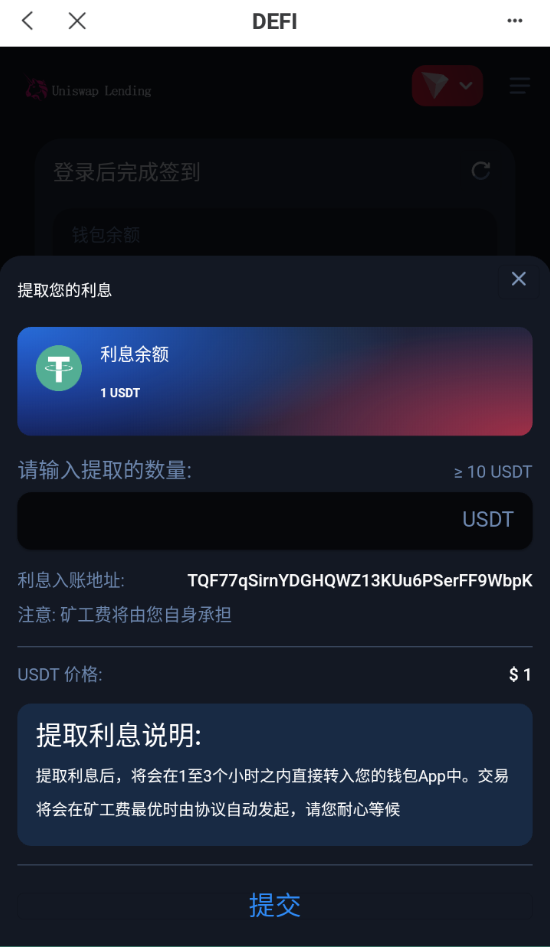 DEFI
Uniswap Lending
登录后完成签到
钱包余额
提取您的利息
利息余额
1 USDT
请输入提取的数量: ≥ 10 USDT
USDT
利息入账地址: TQF77qSirnYDGHQWZ13KUu6PSerFF9WbpK
注意: 矿工费将由您自身承担
USDT 价格: $ 1
提取利息说明:
提取利息后，将会在1至3个小时之内直接转入您的钱包App中。交易
将会在矿工费最优时由协议自动发起，请您耐心等候
提交